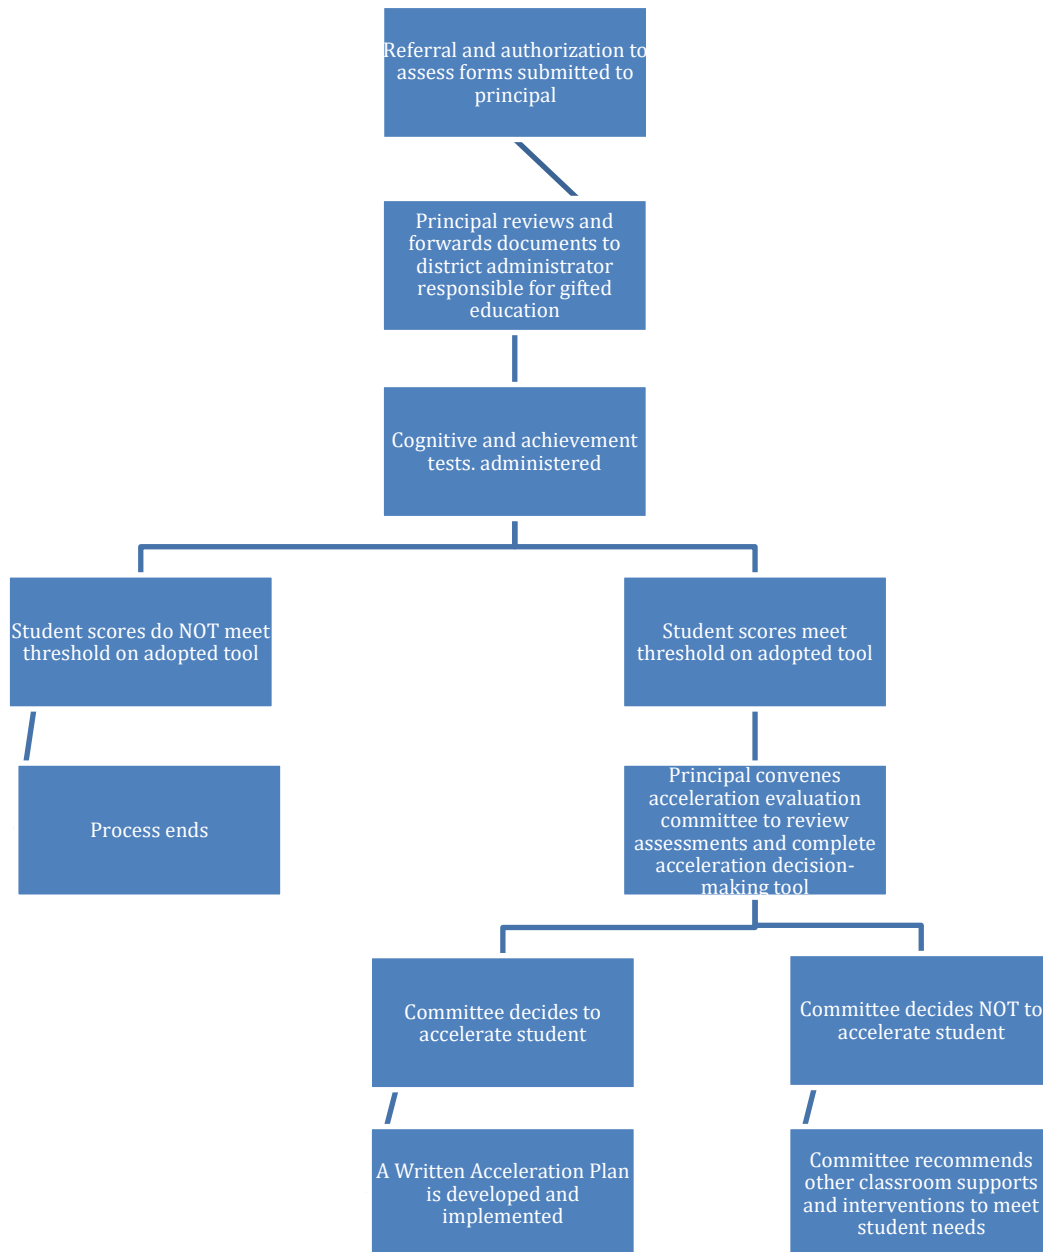 Referral and authorization to
assess forms submitted to
principal
Principal reviews and
forwards documents to
district administrator
responsible for gifted
education
Cognitive and achievement
tests. administered
Student scores do NOT meet
threshold on adopted tool
Student scores meet
threshold on adopted tool
Process ends
Principal convenes
acceleration evaluation
committee to review
assessments and complete
acceleration decision-
making tool
Committee decides to
accelerate student
Committee decides NOT to
accelerate student
A Written Acceleration Plan
is developed and
implemented
Committee recommends
other classroom supports
and interventions to meet
student needs